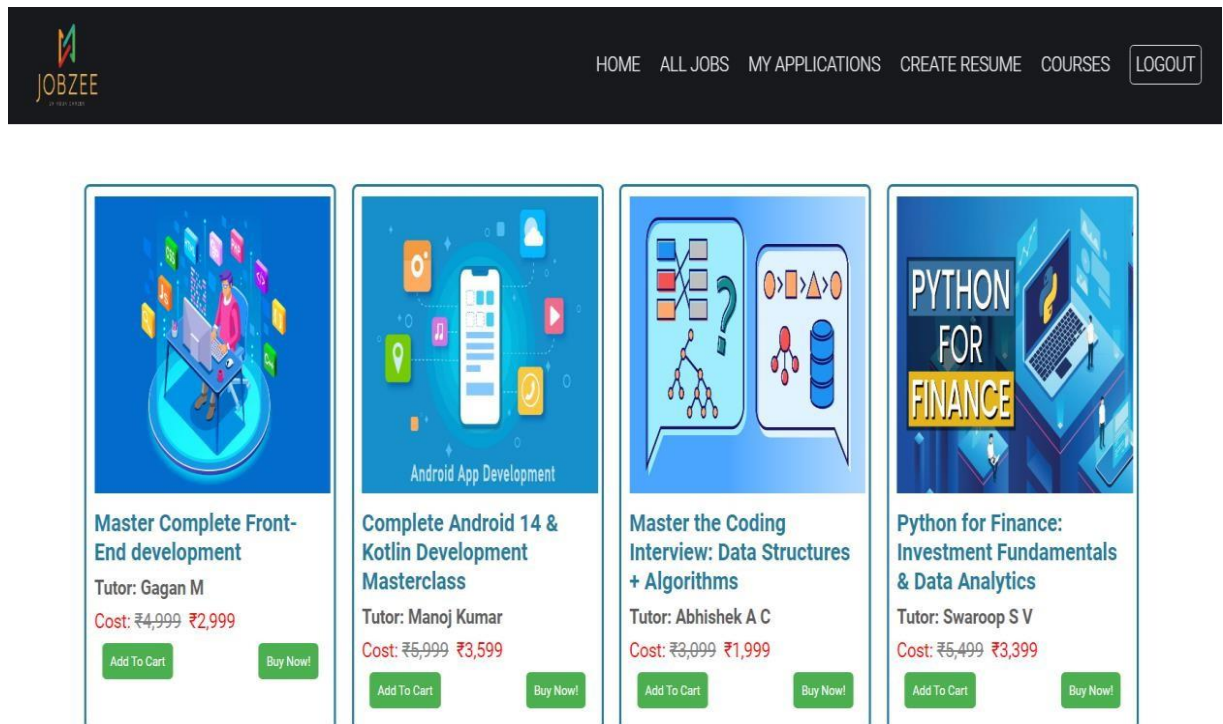 JOBZEE
HOME ALL JOBS MY APPLICATIONS CREATE RESUME COURSES LOGOUT
CSS
JS
PHP
</>
Android App Development
?
PYTHON
FOR
FINANCE
Master Complete Front-
End development
Tutor: Gagan M
Cost: ₹4,999 ₹2,999
Add To Cart Buy Now!
Complete Android 14 &
Kotlin Development
Masterclass
Tutor: Manoj Kumar
Cost: ₹5,999 ₹3,599
Add To Cart Buy Now!
Master the Coding
Interview: Data Structures
+ Algorithms
Tutor: Abhishek A C
Cost: ₹3,099 ₹1,999
Add To Cart Buy Now!
Python for Finance:
Investment Fundamentals
& Data Analytics
Tutor: Swaroop S V
Cost: ₹5,499 ₹3,399
Add To Cart Buy Now!